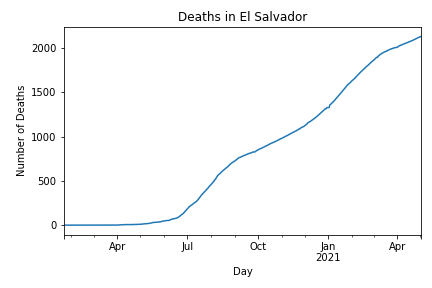 Deaths in El Salvador
Number of Deaths
2000
1500
1000
500
0
Apr
Jul
Oct
Jan
2021
Apr
Day